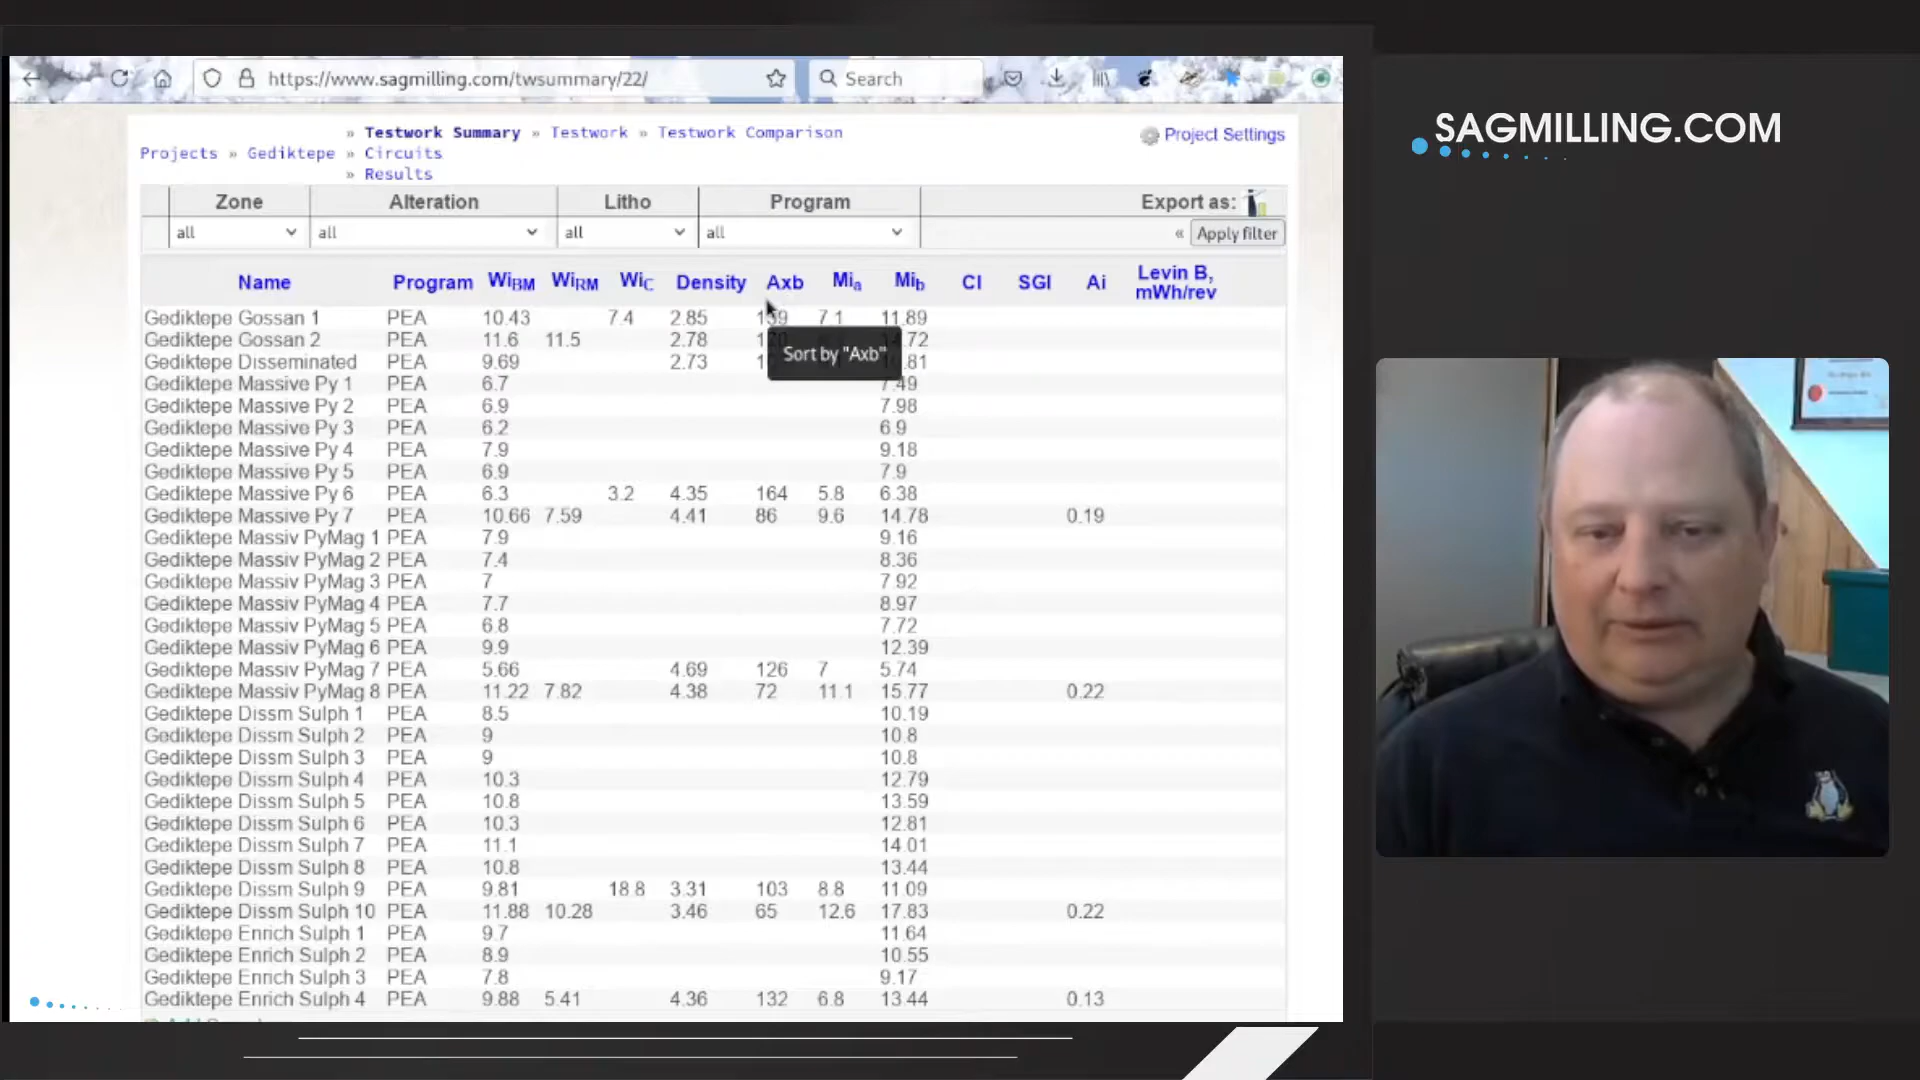 https://www.sagmilling.com/twsummary/22/
Search
SAGMILLING.COM
» Testwork Summary » Testwork » Testwork Comparison
Project Settings
Projects » Gediktepe » Circuits
» Results
Zone Alteration Litho Program Export as:
all all all all « Apply filter
Name Program WiBM WiRM WiC Density Axb Mia Mib CI SGI Ai Levin B, mWh/rev
Gediktepe Gossan 1 PEA 10.43 7.4 2.85 7.1 11.89
Gediktepe Gossan 2 PEA 11.6 11.5 2.78
Sort by "Axb"
Gediktepe Disseminated PEA 9.69 2.73
Gediktepe Massive Py 1 PEA 6.7 7.49
Gediktepe Massive Py 2 PEA 6.9 7.98
Gediktepe Massive Py 3 PEA 6.2 6.9
Gediktepe Massive Py 4 PEA 7.9 9.18
Gediktepe Massive Py 5 PEA 6.9 7.9
Gediktepe Massive Py 6 PEA 6.3 3.2 4.35 164 5.8 6.38
Gediktepe Massive Py 7 PEA 10.66 7.59 4.41 86 9.6 14.78 0.19
Gediktepe Massiv PyMag 1 PEA 7.9 9.16
Gediktepe Massiv PyMag 2 PEA 7.4 8.36
Gediktepe Massiv PyMag 3 PEA 7 7.92
Gediktepe Massiv PyMag 4 PEA 7.7 8.97
Gediktepe Massiv PyMag 5 PEA 6.8 7.72
Gediktepe Massiv PyMag 6 PEA 9.9 12.39
Gediktepe Massiv PyMag 7 PEA 5.66 4.69 126 7 5.74
Gediktepe Massiv PyMag 8 PEA 11.22 7.82 4.38 72 11.1 15.77 0.22
Gediktepe Dissm Sulph 1 PEA 8.5 10.19
Gediktepe Dissm Sulph 2 PEA 9 10.8
Gediktepe Dissm Sulph 3 PEA 9 10.8
Gediktepe Dissm Sulph 4 PEA 10.3 12.79
Gediktepe Dissm Sulph 5 PEA 10.8 13.59
Gediktepe Dissm Sulph 6 PEA 10.3 12.81
Gediktepe Dissm Sulph 7 PEA 11.1 14.01
Gediktepe Dissm Sulph 8 PEA 10.8 13.44
Gediktepe Dissm Sulph 9 PEA 9.81 18.8 3.31 103 8.8 11.09
Gediktepe Dissm Sulph 10 PEA 11.88 10.28 3.46 65 12.6 17.83 0.22
Gediktepe Enrich Sulph 1 PEA 9.7 11.64
Gediktepe Enrich Sulph 2 PEA 8.9 10.55
Gediktepe Enrich Sulph 3 PEA 7.8 9.17
Gediktepe Enrich Sulph 4 PEA 9.88 5.41 4.36 132 6.8 13.44 0.13